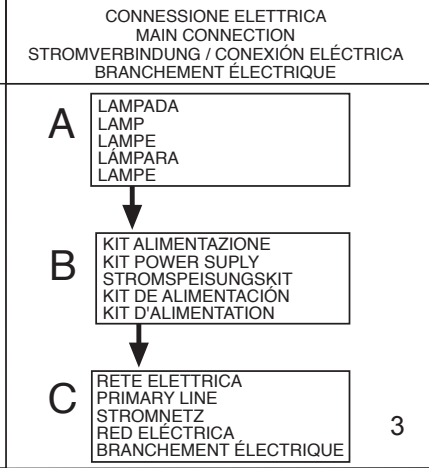 CONNESSIONE ELETTRICA
MAIN CONNECTION
STROMVERBINDUNG / CONEXIÓN ELÉCTRICA
BRANCHEMENT ÉLECTRIQUE
A
LAMPADA
LAMP
LAMPE
LÁMPARA
LAMPE
B
KIT ALIMENTAZIONE
KIT POWER SUPLY
STROMSPEISUNGSKIT
KIT DE ALIMENTACIÓN
KIT D'ALIMENTATION
C
RETE ELETTRICA
PRIMARY LINE
STROMNETZ
RED ELÉCTRICA
BRANCHEMENT ÉLECTRIQUE
3